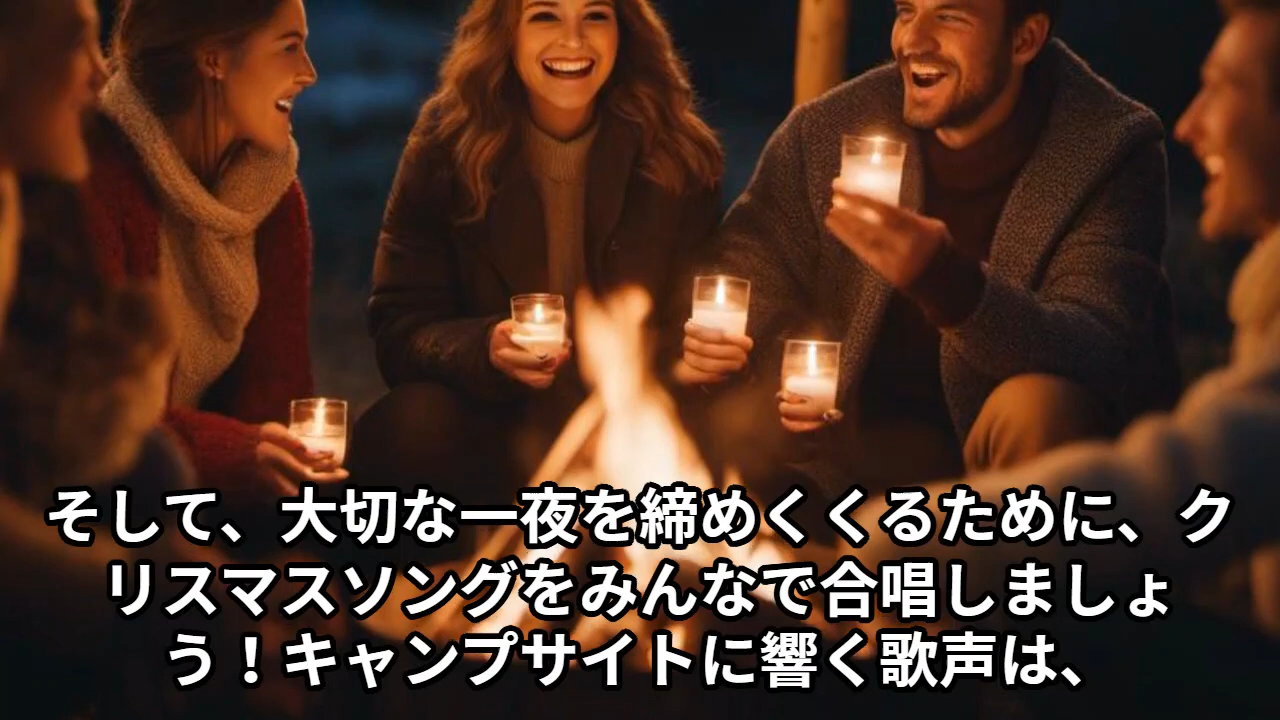 そして、大切な一夜を締めくくるために、ク
リスマスソングをみんなで合唱しましょ
う！キャンプサイトに響く歌声は、